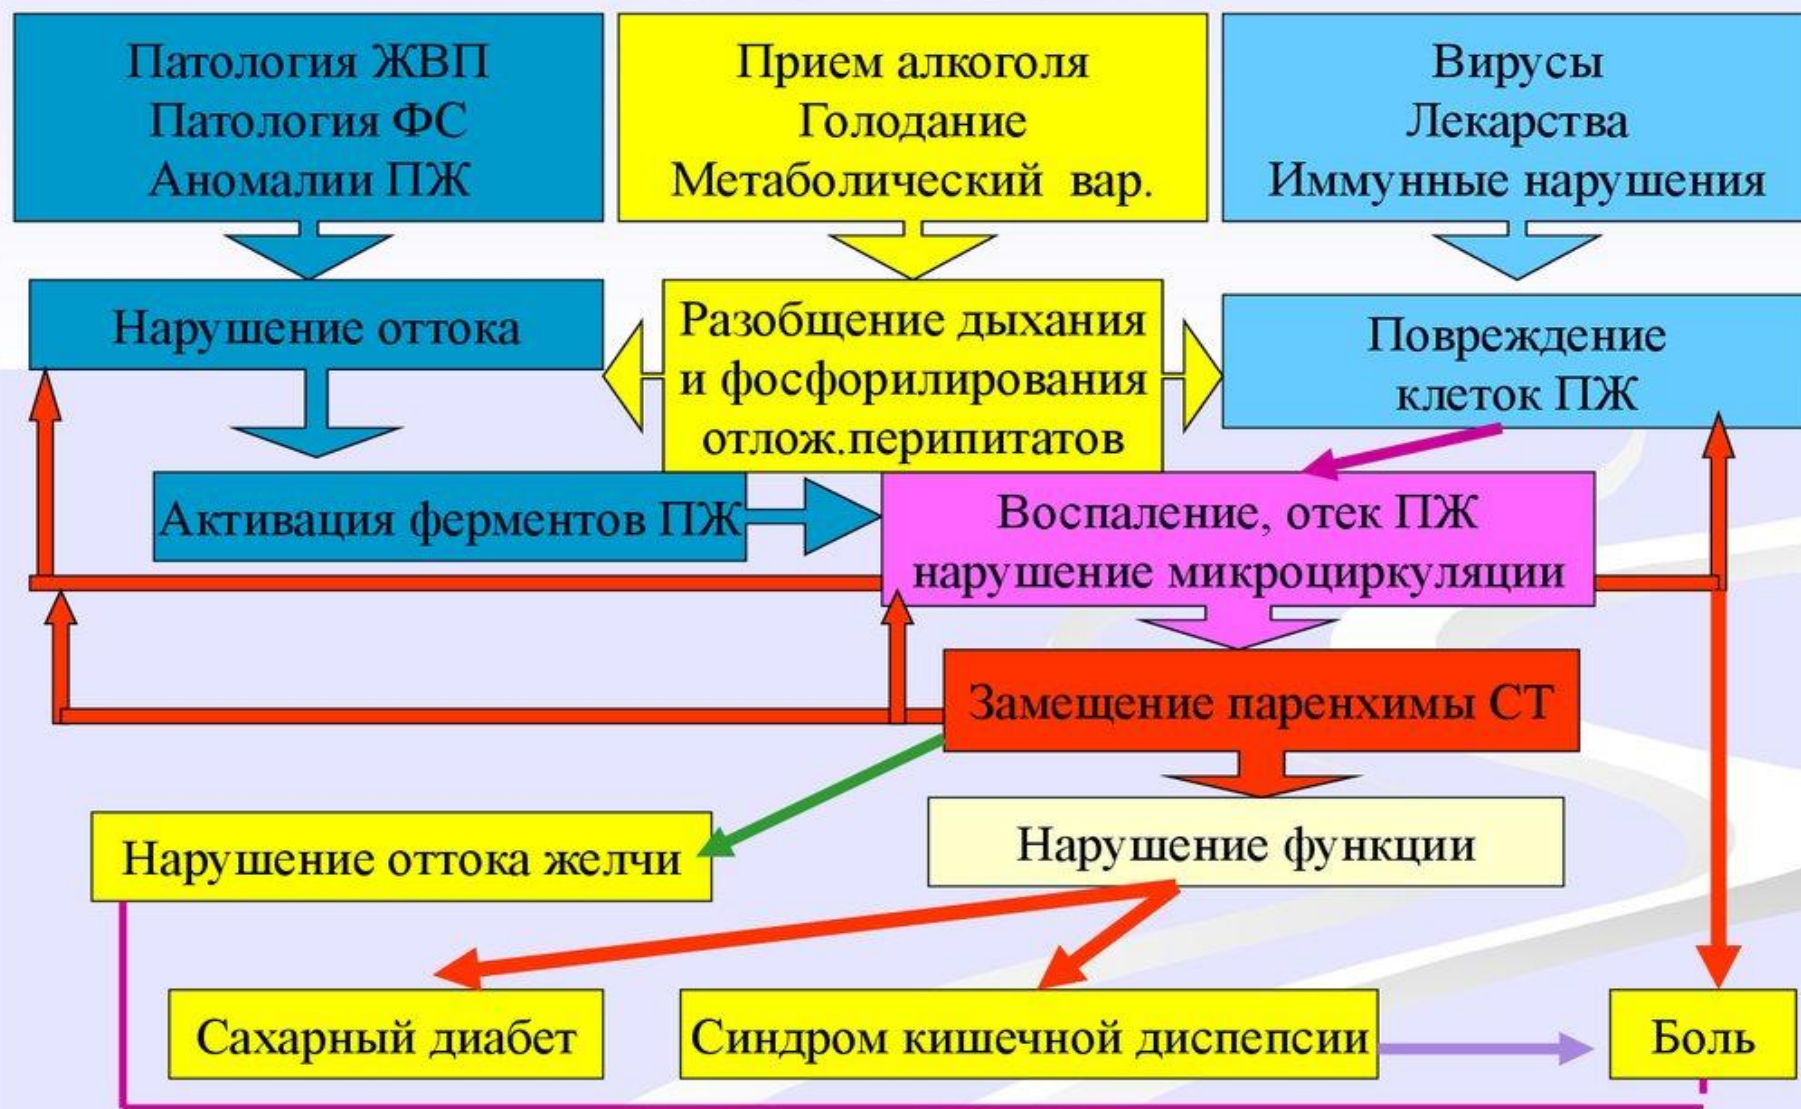 Патология ЖВП
Патология ФС
Аномалии ПЖ
Прием алкоголя
Голодание
Метаболический вар.
Вирусы
Лекарства
Иммунные нарушения
Нарушение оттока
Разобщение дыхания
и фосфорилирования
отлож.перипитатов
Повреждение
клеток ПЖ
Активация ферментов ПЖ
Воспаление, отек ПЖ
нарушение микроциркуляции
Замещение паренхимы СТ
Нарушение оттока желчи
Нарушение функции
Сахарный диабет
Синдром кишечной диспепсии
Боль